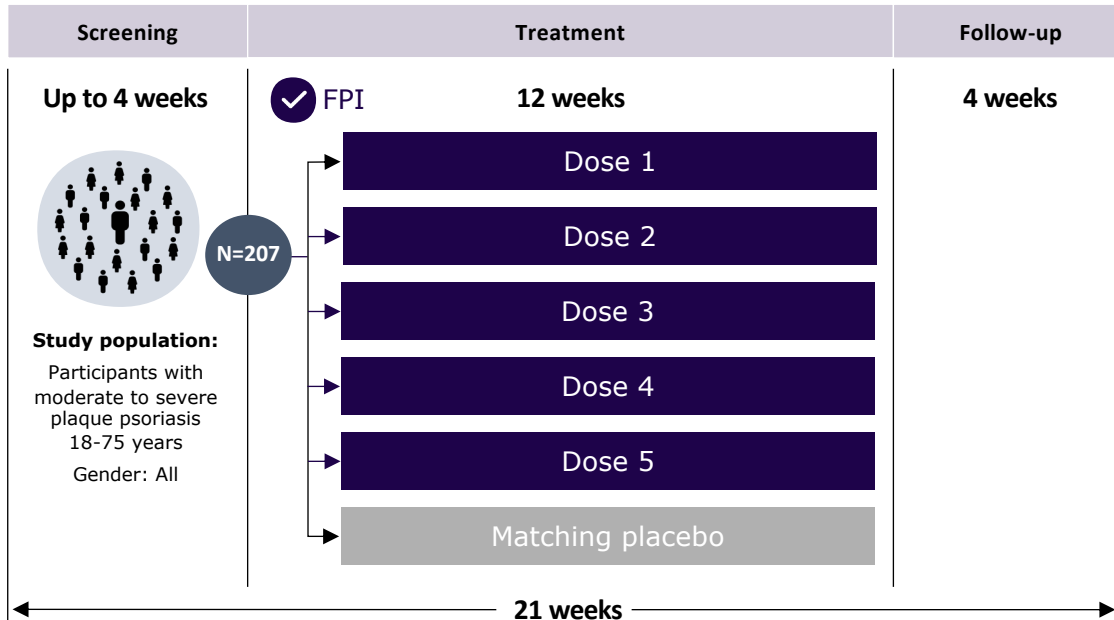 Screening
Treatment
Follow-up
Up to 4 weeks
FPI
12 weeks
4 weeks
N=207
Dose 1
Dose 2
Dose 3
Dose 4
Dose 5
Matching placebo
Study population:
Participants with
moderate to severe
plaque psoriasis
18-75 years
Gender: All
21 weeks